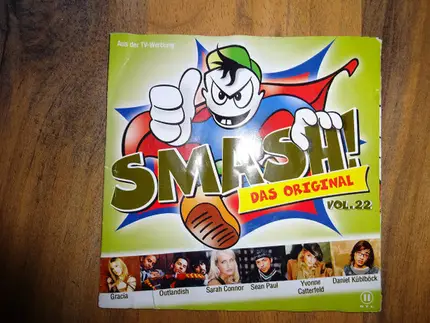 Aus der TV-Werbung
SMASH!
DAS ORIGINAL
VOL.22
Gracia
Outlandish
Sarah Connor
Sean Paul
Yvonne
Catterfeld
Daniel Küblböck